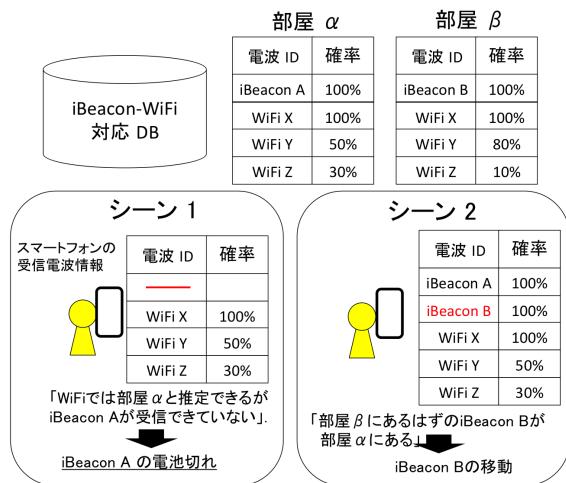 部屋 α
部屋 β
iBeacon-WiFi
対応 DB
電波 ID 確率
iBeacon A 100%
WiFi X 100%
WiFi Y 50%
WiFi Z 30%
電波 ID 確率
iBeacon B 100%
WiFi X 100%
WiFi Y 80%
WiFi Z 10%
シーン 1
スマートフォンの
受信電波情報
電波 ID 確率
WiFi X 100%
WiFi Y 50%
WiFi Z 30%
「WiFiでは部屋αと推定できるが
iBeacon Aが受信できていない」.
iBeacon A の電池切れ
シーン 2
電波 ID 確率
iBeacon A 100%
iBeacon B 100%
WiFi X 100%
WiFi Y 50%
WiFi Z 30%
「部屋βにあるはずのiBeacon Bが
部屋αにある」
iBeacon Bの移動